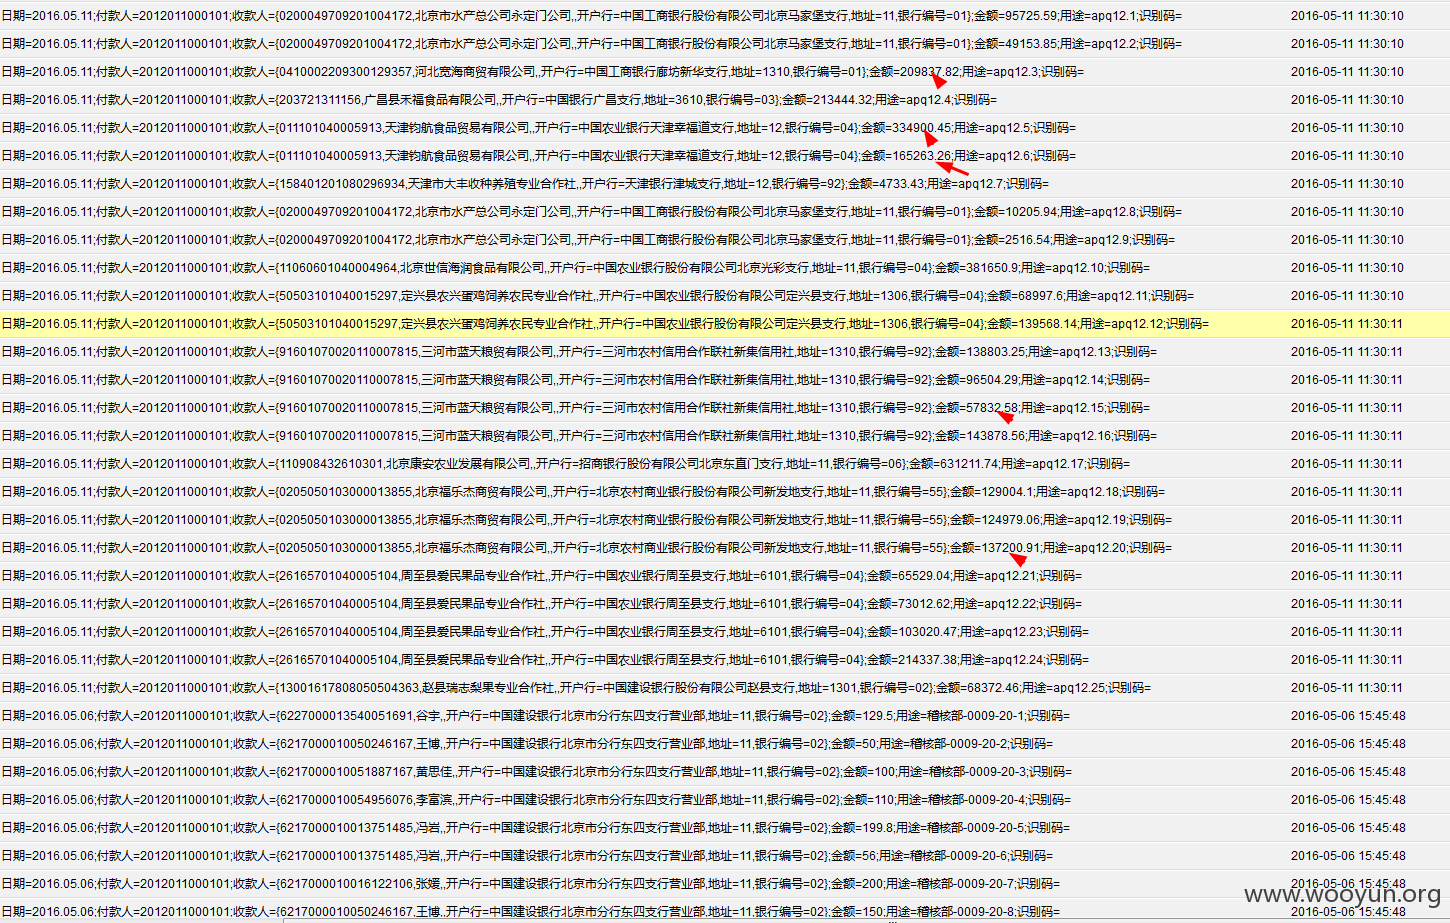 日期=2016.05.11;付款人=2012011000101;收款人={0200049709201004172,北京市水产总公司永定门公司,,开户行=中国工商银行股份有限公司北京马家堡支行,地址=11,银行编号=01};金额=95725.59;用途=apq12.1;识别码= 2016-05-11 11:30:10
日期=2016.05.11;付款人=2012011000101;收款人={0200049709201004172,北京市水产总公司永定门公司,,开户行=中国工商银行股份有限公司北京马家堡支行,地址=11,银行编号=01};金额=49153.85;用途=apq12.2;识别码= 2016-05-11 11:30:10
日期=2016.05.11;付款人=2012011000101;收款人={0410002209300129357,河北宽海商贸有限公司,,开户行=中国工商银行廊坊新华支行,地址=1310,银行编号=01};金额=209837.82;用途=apq12.3;识别码= 2016-05-11 11:30:10
日期=2016.05.11;付款人=2012011000101;收款人={203721311156,广昌县禾福食品有限公司,,开户行=中国银行广昌支行,地址=3610,银行编号=03};金额=213444.32;用途=apq12.4;识别码= 2016-05-11 11:30:10
日期=2016.05.11;付款人=2012011000101;收款人={011101040005913,天津钧航食品贸易有限公司,,开户行=中国农业银行天津幸福道支行,地址=12,银行编号=04};金额=334900.45;用途=apq12.5;识别码= 2016-05-11 11:30:10
日期=2016.05.11;付款人=2012011000101;收款人={011101040005913,天津钧航食品贸易有限公司,,开户行=中国农业银行天津幸福道支行,地址=12,银行编号=04};金额=165263.26;用途=apq12.6;识别码= 2016-05-11 11:30:10
日期=2016.05.11;付款人=2012011000101;收款人={158401201080296934,天津市大丰收种养殖专业合作社,,开户行=天津银行津城支行,地址=12,银行编号=92};金额=4733.43;用途=apq12.7;识别码= 2016-05-11 11:30:10
日期=2016.05.11;付款人=2012011000101;收款人={0200049709201004172,北京市水产总公司永定门公司,,开户行=中国工商银行股份有限公司北京马家堡支行,地址=11,银行编号=01};金额=10205.94;用途=apq12.8;识别码= 2016-05-11 11:30:10
日期=2016.05.11;付款人=2012011000101;收款人={0200049709201004172,北京市水产总公司永定门公司,,开户行=中国工商银行股份有限公司北京马家堡支行,地址=11,银行编号=01};金额=2516.54;用途=apq12.9;识别码= 2016-05-11 11:30:10
日期=2016.05.11;付款人=2012011000101;收款人={11060601040004964,北京世信海润食品有限公司,,开户行=中国农业银行股份有限公司北京光彩支行,地址=11,银行编号=04};金额=381650.9;用途=apq12.10;识别码= 2016-05-11 11:30:10
日期=2016.05.11;付款人=2012011000101;收款人={50503101040015297,定兴县农兴蛋鸡饲养农民专业合作社,,开户行=中国农业银行股份有限公司定兴县支行,地址=1306,银行编号=04};金额=68997.6;用途=apq12.11;识别码= 2016-05-11 11:30:10
日期=2016.05.11;付款人=2012011000101;收款人={50503101040015297,定兴县农兴蛋鸡饲养农民专业合作社,,开户行=中国农业银行股份有限公司定兴县支行,地址=1306,银行编号=04};金额=139568.14;用途=apq12.12;识别码= 2016-05-11 11:30:11
日期=2016.05.11;付款人=2012011000101;收款人={91601070020110007815,三河市蓝天粮贸有限公司,,开户行=三河市农村信用合作联社新集信用社,地址=1310,银行编号=92};金额=138803.25;用途=apq12.13;识别码= 2016-05-11 11:30:11
日期=2016.05.11;付款人=2012011000101;收款人={91601070020110007815,三河市蓝天粮贸有限公司,,开户行=三河市农村信用合作联社新集信用社,地址=1310,银行编号=92};金额=96504.29;用途=apq12.14;识别码= 2016-05-11 11:30:11
日期=2016.05.11;付款人=2012011000101;收款人={91601070020110007815,三河市蓝天粮贸有限公司,,开户行=三河市农村信用合作联社新集信用社,地址=1310,银行编号=92};金额=57832.58;用途=apq12.15;识别码= 2016-05-11 11:30:11
日期=2016.05.11;付款人=2012011000101;收款人={91601070020110007815,三河市蓝天粮贸有限公司,,开户行=三河市农村信用合作联社新集信用社,地址=1310,银行编号=92};金额=143878.56;用途=apq12.16;识别码= 2016-05-11 11:30:11
日期=2016.05.11;付款人=2012011000101;收款人={110908432610301,北京康安农业发展有限公司,,开户行=招商银行股份有限公司北京东直门支行,地址=11,银行编号=06};金额=631211.74;用途=apq12.17;识别码= 2016-05-11 11:30:11
日期=2016.05.11;付款人=2012011000101;收款人={0205050103000013855,北京福乐杰商贸有限公司,,开户行=北京农村商业银行股份有限公司新发地支行,地址=11,银行编号=55};金额=129004.1;用途=apq12.18;识别码= 2016-05-11 11:30:11
日期=2016.05.11;付款人=2012011000101;收款人={0205050103000013855,北京福乐杰商贸有限公司,,开户行=北京农村商业银行股份有限公司新发地支行,地址=11,银行编号=55};金额=124979.06;用途=apq12.19;识别码= 2016-05-11 11:30:11
日期=2016.05.11;付款人=2012011000101;收款人={0205050103000013855,北京福乐杰商贸有限公司,,开户行=北京农村商业银行股份有限公司新发地支行,地址=11,银行编号=55};金额=137200.91;用途=apq12.20;识别码= 2016-05-11 11:30:11
日期=2016.05.11;付款人=2012011000101;收款人={26165701040005104,周至县爱民果品专业合作社,,开户行=中国农业银行周至县支行,地址=6101,银行编号=04};金额=65529.04;用途=apq12.21;识别码= 2016-05-11 11:30:11
日期=2016.05.11;付款人=2012011000101;收款人={26165701040005104,周至县爱民果品专业合作社,,开户行=中国农业银行周至县支行,地址=6101,银行编号=04};金额=73012.62;用途=apq12.22;识别码= 2016-05-11 11:30:11
日期=2016.05.11;付款人=2012011000101;收款人={26165701040005104,周至县爱民果品专业合作社,,开户行=中国农业银行周至县支行,地址=6101,银行编号=04};金额=103020.47;用途=apq12.23;识别码= 2016-05-11 11:30:11
日期=2016.05.11;付款人=2012011000101;收款人={26165701040005104,周至县爱民果品专业合作社,,开户行=中国农业银行周至县支行,地址=6101,银行编号=04};金额=214337.38;用途=apq12.24;识别码= 2016-05-11 11:30:11
日期=2016.05.11;付款人=2012011000101;收款人={13001617808050504363,赵县瑞志梨果专业合作社,,开户行=中国建设银行股份有限公司赵县支行,地址=1301,银行编号=02};金额=68372.46;用途=apq12.25;识别码= 2016-05-11 11:30:11
日期=2016.05.06;付款人=2012011000101;收款人={6227000013540051691,谷宇,,开户行=中国建设银行北京市分行东四支行营业部,地址=11,银行编号=02};金额=129.5;用途=稽核部-0009-20-1;识别码= 2016-05-06 15:45:48
日期=2016.05.06;付款人=2012011000101;收款人={6217000010050246167,王博,,开户行=中国建设银行北京市分行东四支行营业部,地址=11,银行编号=02};金额=50;用途=稽核部-0009-20-2;识别码= 2016-05-06 15:45:48
日期=2016.05.06;付款人=2012011000101;收款人={6217000010051887167,黄思佳,,开户行=中国建设银行北京市分行东四支行营业部,地址=11,银行编号=02};金额=100;用途=稽核部-0009-20-3;识别码= 2016-05-06 15:45:48
日期=2016.05.06;付款人=2012011000101;收款人={6217000010054956076,李富滨,,开户行=中国建设银行北京市分行东四支行营业部,地址=11,银行编号=02};金额=110;用途=稽核部-0009-20-4;识别码= 2016-05-06 15:45:48
日期=2016.05.06;付款人=2012011000101;收款人={6217000010013751485,冯岩,,开户行=中国建设银行北京市分行东四支行营业部,地址=11,银行编号=02};金额=199.8;用途=稽核部-0009-20-5;识别码= 2016-05-06 15:45:48
日期=2016.05.06;付款人=2012011000101;收款人={6217000010013751485,冯岩,,开户行=中国建设银行北京市分行东四支行营业部,地址=11,银行编号=02};金额=56;用途=稽核部-0009-20-6;识别码= 2016-05-06 15:45:48
日期=2016.05.06;付款人=2012011000101;收款人={6217000010016122106,张媛,,开户行=中国建设银行北京市分行东四支行营业部,地址=11,银行编号=02};金额=200;用途=稽核部-0009-20-7;识别码= 2016-05-06 15:45:48
www.wooyun.org
日期=2016.05.06;付款人=2012011000101;收款人={6217000010050246167,王博,,开户行=中国建设银行北京市分行东四支行营业部,地址=11,银行编号=02};金额=150;用途=稽核部-0009-20-8;识别码= 2016-05-06 15:45:48